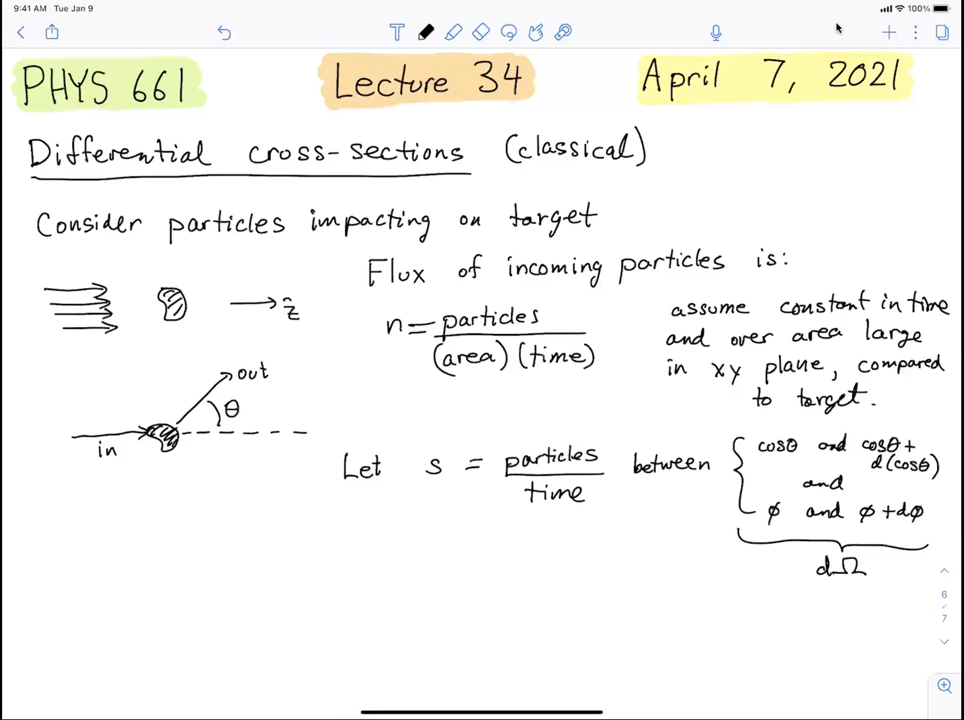 9:41 AM Tue Jan 9
100%
PHYS 661 Lecture 34 April 7, 2021
Differential cross-sections (classical)
Consider particles impacting on target
Flux of incoming particles is:
ẑ
n = particles
(area) (time)
assume constant in time
and over area large
in xy plane, compared
to target.
out
θ
in
Let s = particles
time
between
cosθ and cosθ +
d(cosθ)
and
φ and φ + dφ
dΩ
6
/
7